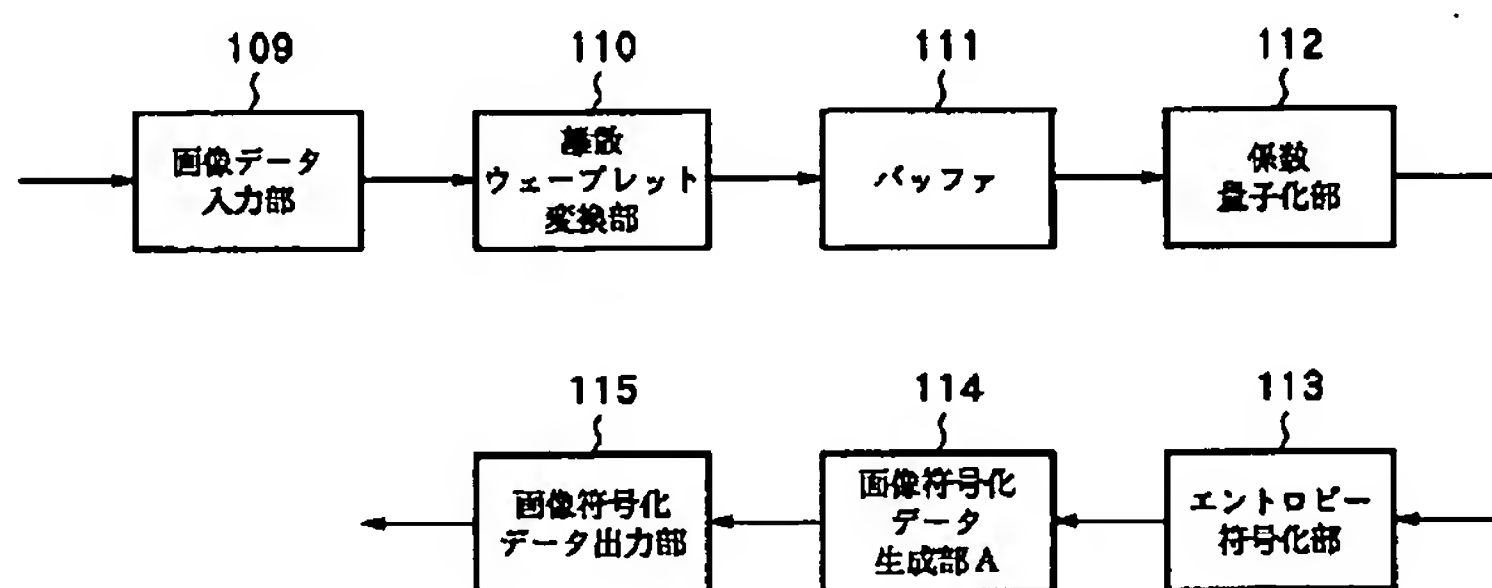 109
110
111
112
画像データ
入力部
離散
ウェーブレット
変換部
バッファ
係数
量子化部
115
114
113
画像符号化
データ出力部
画像符号化
データ
生成部A
エントロピー
符号化部